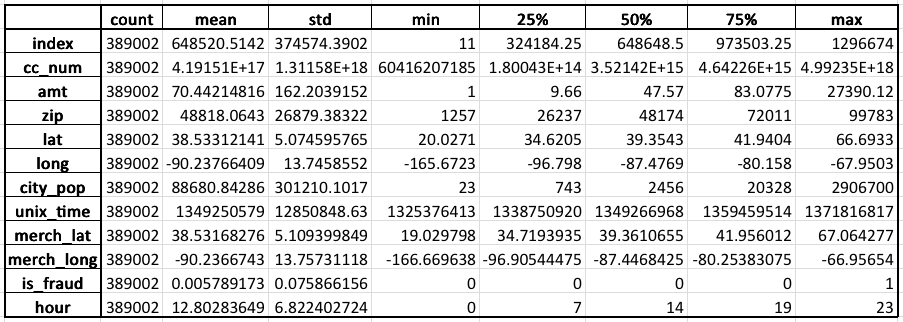 count mean std min 25% 50% 75% max
index 389002 648520.5142 374574.3902 11 324184.25 648648.5 973503.25 1296674
cc_num 389002 4.19151E+17 1.31158E+18 60416207185 1.80043E+14 3.52142E+15 4.64226E+15 4.99235E+18
amt 389002 70.44214816 162.2039152 1 9.66 47.57 83.0775 27390.12
zip 389002 48818.0643 26879.38322 1257 26237 48174 72011 99783
lat 389002 38.53312141 5.074595765 20.0271 34.6205 39.3543 41.9404 66.6933
long 389002 -90.23766409 13.7458552 -165.6723 -96.798 -87.4769 -80.158 -67.9503
city_pop 389002 88680.84286 301210.1017 23 743 2456 20328 2906700
unix_time 389002 1349250579 12850848.63 1325376413 1338750920 1349266968 1359459514 1371816817
merch_lat 389002 38.53168276 5.109399849 19.029798 34.7193935 39.3610655 41.956012 67.064277
merch_long 389002 -90.2366743 13.75731118 -166.669638 -96.90544475 -87.4468425 -80.25383075 -66.95654
is_fraud 389002 0.005789173 0.075866156 0 0 0 0 1
hour 389002 12.80283649 6.822402724 0 7 14 19 23